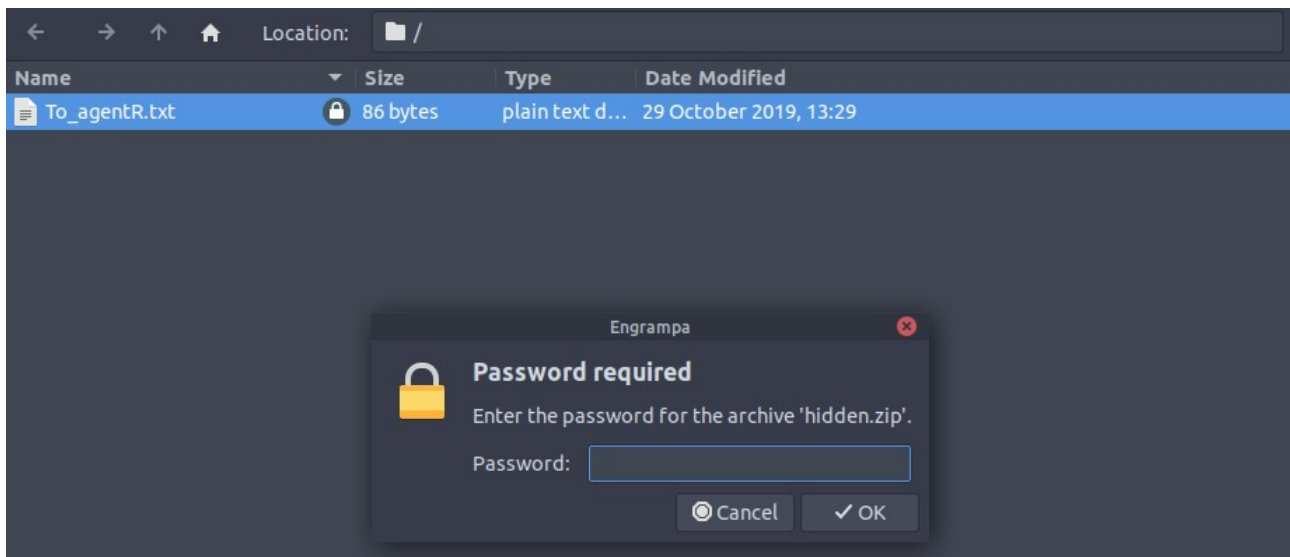 Location: /
Name Size Type Date Modified
To_agentR.txt 86 bytes plain text d... 29 October 2019, 13:29
Engrampa
Password required
Enter the password for the archive 'hidden.zip'.
Password:
Cancel OK